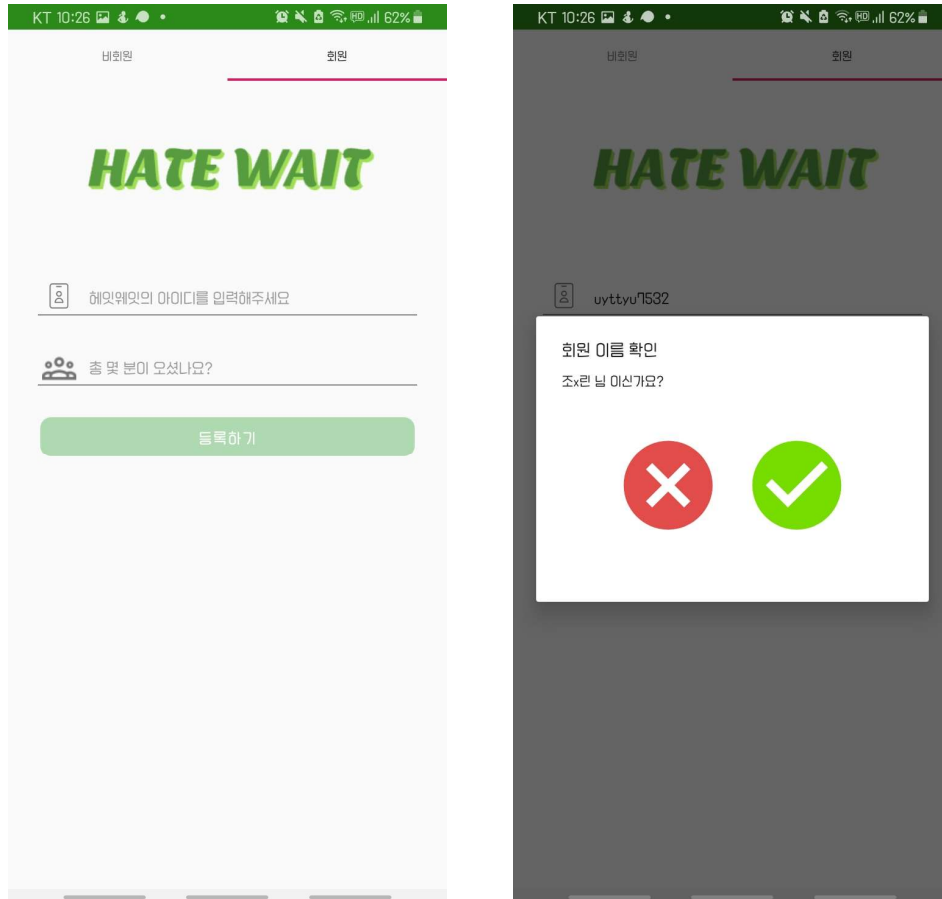 KT 10:26
62%
비회원
회원
HATE WAIT
헤잇웨잇의 아이디를 입력해주세요
총 몇 분이 오셨나요?
등록하기
KT 10:26
62%
비회원
회원
HATE WAIT
uyttyu7532
회원 이름 확인
조x린 님 이신가요?